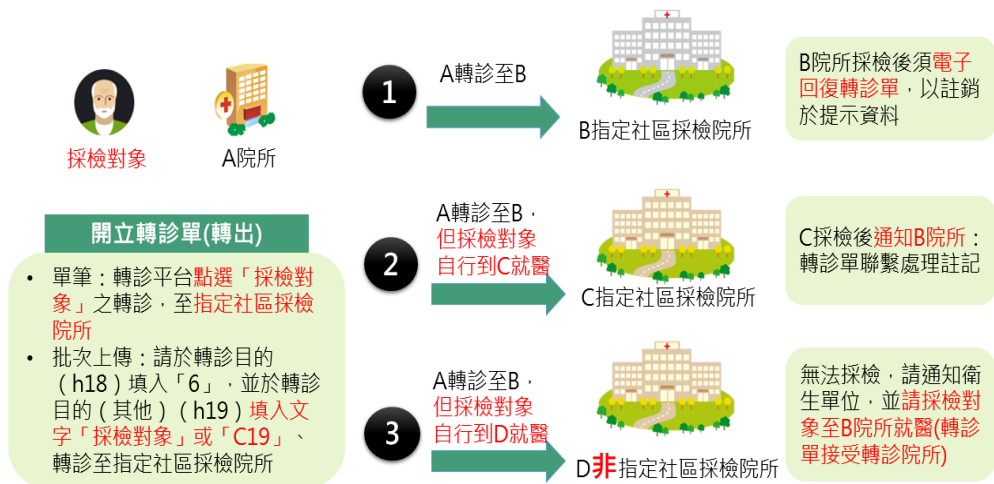 採檢對象
A院所
開立轉診單(轉出)
• 單筆：轉診平台點選「採檢對
象」之轉診，至指定社區採檢
院所
• 批次上傳：請於轉診目的
（h18）填入「6」，並於轉診
目的（其他）（h19）填入文
字「採檢對象」或「C19」、
轉診至指定社區採檢院所
1
A轉診至B
B指定社區採檢院所
B院所採檢後須電子
回復轉診單，以註銷
於提示資料
2
A轉診至B，
但採檢對象
自行到C就醫
C指定社區採檢院所
C採檢後通知B院所：
轉診單聯繫處理註記
3
A轉診至B，
但採檢對象
自行到D就醫
D非指定社區採檢院所
無法採檢，請通知衛
生單位，並請採檢對
象至B院所就醫(轉診
單接受轉診院所)